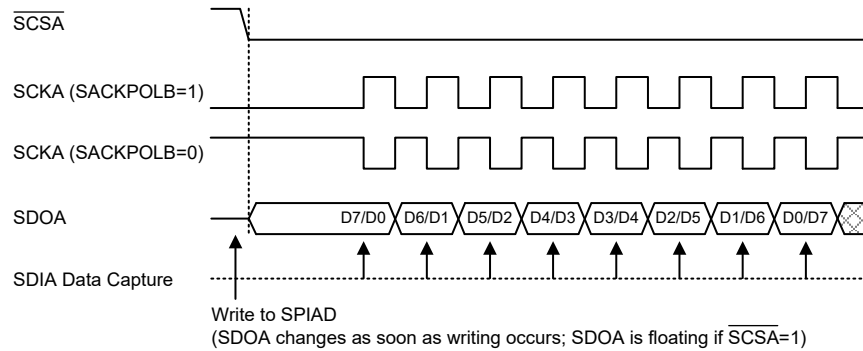 SCSA
SCKA (SACKPOLB=1)
SCKA (SACKPOLB=0)
SDOA
D7/D0 D6/D1 D5/D2 D4/D3 D3/D4 D2/D5 D1/D6 D0/D7
SDIA Data Capture
Write to SPIAD
(SDOA changes as soon as writing occurs; SDOA is floating if SCSA=1)